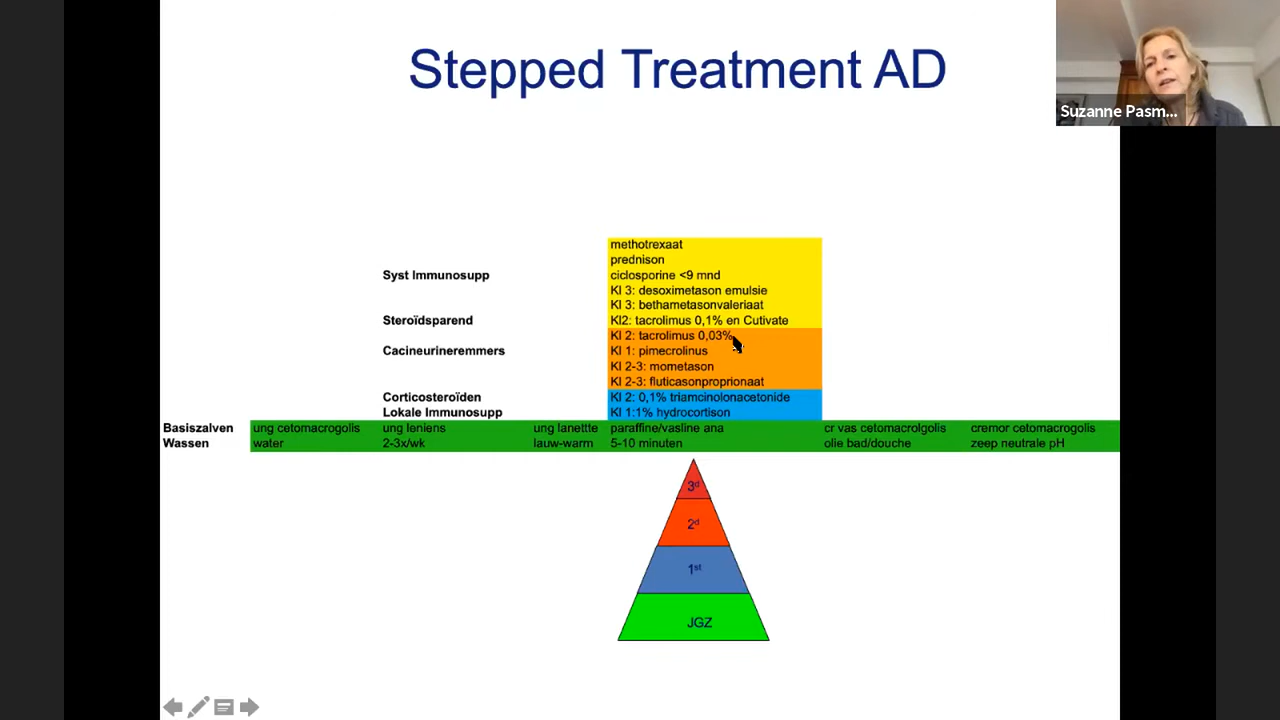 Stepped Treatment AD
Suzanne Pasm...
methotrexaat
prednison
Syst Immunosupp ciclosporine <9 mnd
Kl 3: desoximetason emulsie
Kl 3: bethametasonvaleriaat
Steroïdsparend Kl2: tacrolimus 0,1% en Cutivate
Kl 2: tacrolimus 0,03%
Cacineurineremmers Kl 1: pimecrolinus
Kl 2-3: mometason
Kl 2-3: fluticasonproprionaat
Corticosteroïden Kl 2: 0,1% triamcinolonacetonide
Lokale Immunosupp Kl 1:1% hydrocortison
Basiszalven ung cetomacrogolis ung leniens ung lanettte paraffine/vasline ana cr vas cetomacrolgolis cremor cetomacrogolis
Wassen water 2-3x/wk lauw-warm 5-10 minuten olie bad/douche zeep neutrale pH
3d
2d
1st
JGZ